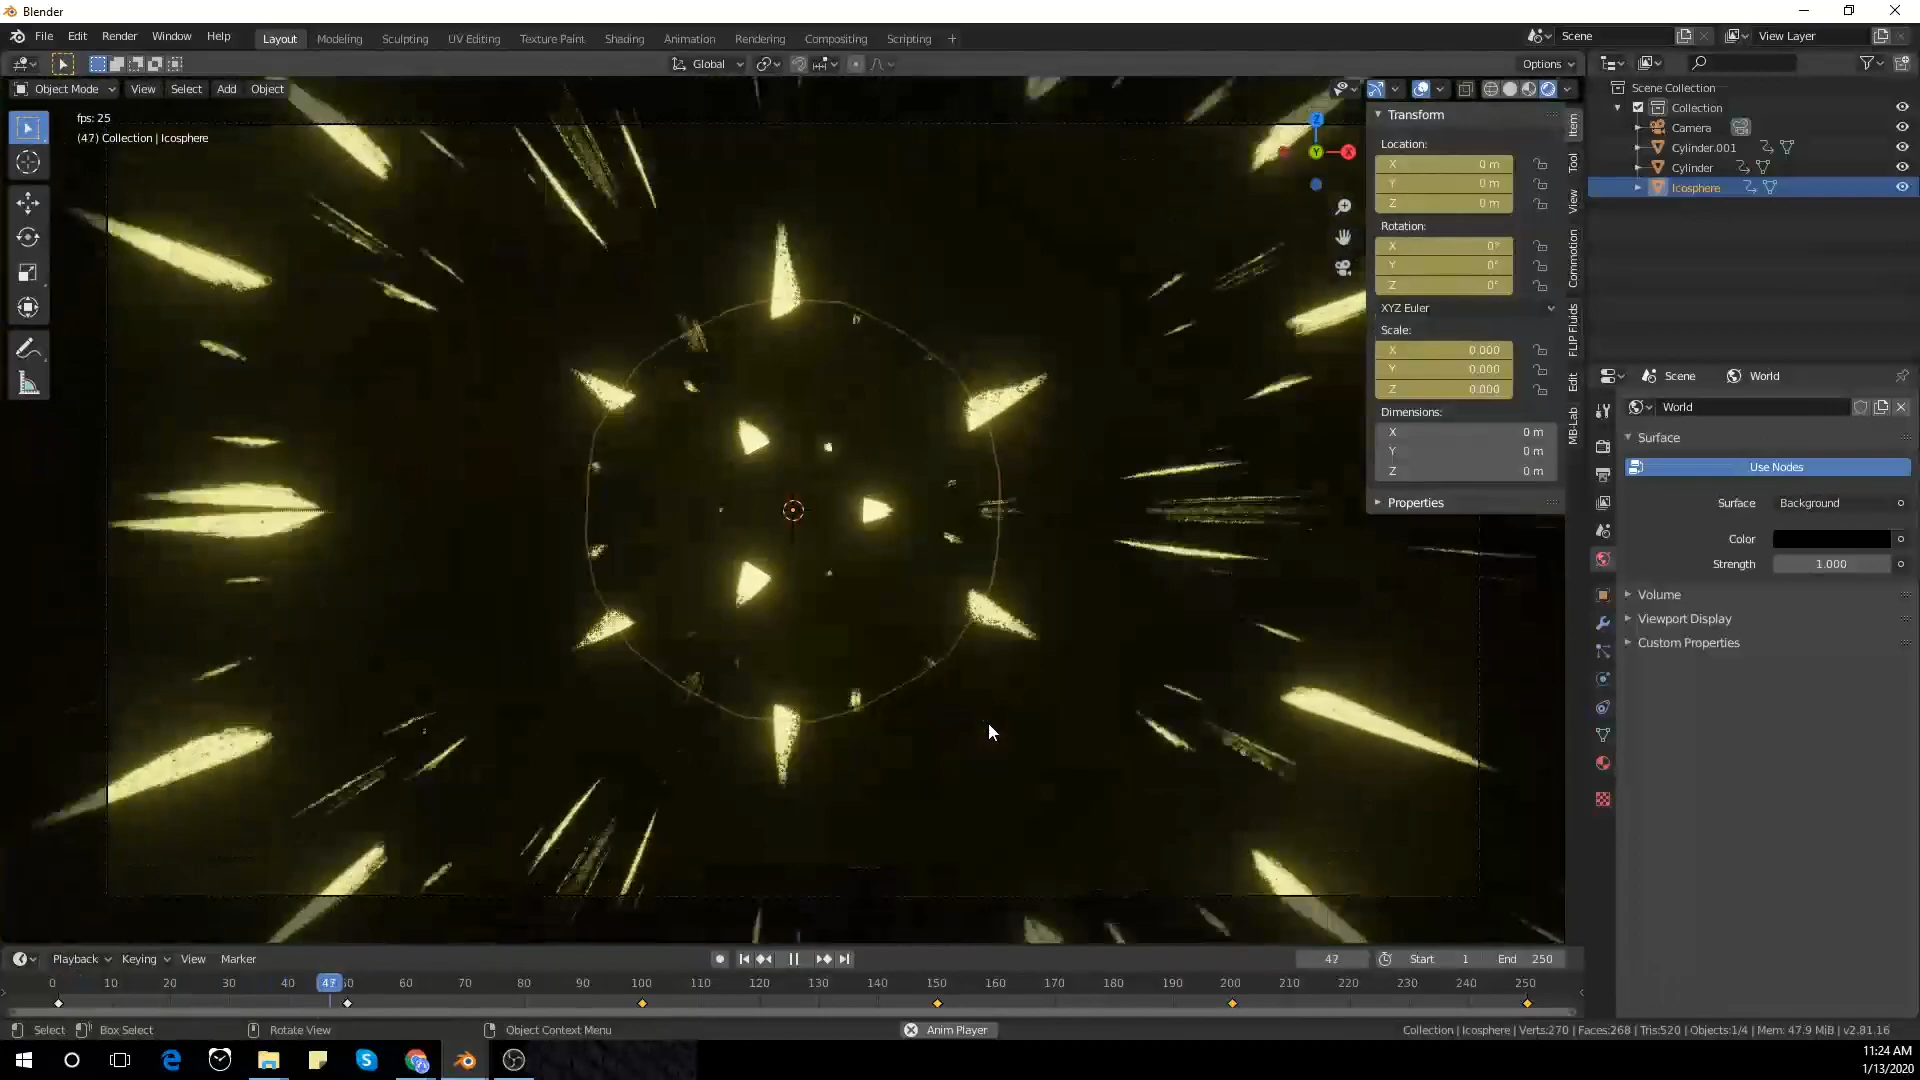 Blender
File Edit Render Window Help
Layout Modeling Sculpting UV Editing Texture Paint Shading Animation Rendering Compositing Scripting
Scene View Layer
Global Options
Object Mode View Select Add Object
fps: 25
(47) Collection | Icosphere
Z
Y
X
Transform
Location:
X 0 m
Y 0 m
Z 0 m
Rotation:
X 0°
Y 0°
Z 0°
XYZ Euler
Scale:
X 0.000
Y 0.000
Z 0.000
Dimensions:
X 0 m
Y 0 m
Z 0 m
Properties
Item
Tool
View
Commotion
FLIP Fluids
Edit
MB-Lab
Scene Collection
Collection
Camera
Cylinder.001
Cylinder
Icosphere
Scene World
World
Surface
Use Nodes
Surface Background
Color
Strength 1.000
Volume
Viewport Display
Custom Properties
Playback Keying View Marker
47 Start 1 End 250
0 10 20 30 40 47 50 60 70 80 90 100 110 120 130 140 150 160 170 180 190 200 210 220 230 240 250
Select Box Select Rotate View Object Context Menu Anim Player Collection | Icosphere | Verts:270 | Faces:268 | Tris:520 | Objects:1/4 | Mem: 47.9 MiB | v2.81.16
11:24 AM
1/13/2020